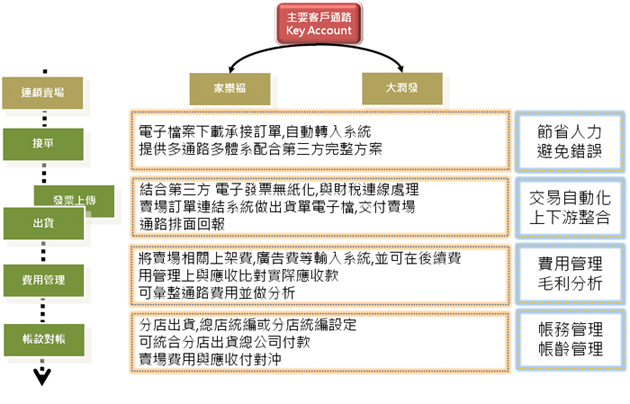 主要客戶通路
Key Account
連鎖賣場
家樂福
大潤發
接單
電子檔案下載承接訂單,自動轉入系統
提供多通路多體系配合第三方完整方案
節省人力
避免錯誤
發票上傳
出貨
結合第三方 電子發票無紙化,與財稅連線處理
賣場訂單連結系統做出貨單電子檔,交付賣場
通路排面回報
交易自動化
上下游整合
費用管理
將賣場相關上架費,廣告費等輸入系統,並可在後續費
用管理上與應收比對實際應收款
可彙整通路費用並做分析
費用管理
毛利分析
帳款對帳
分店出貨,總店統編或分店統編設定
可統合分店出貨總公司付款
賣場費用與應收付對沖
帳務管理
帳齡管理